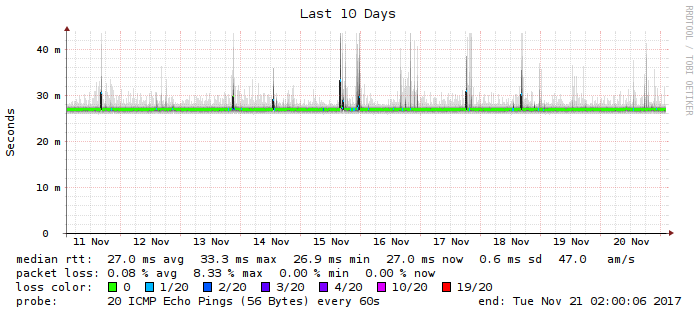 Last 10 Days
RRDTOOL / TOBI OETIKER
Seconds
40 m
30 m
20 m
10 m
0
11 Nov 12 Nov 13 Nov 14 Nov 15 Nov 16 Nov 17 Nov 18 Nov 19 Nov 20 Nov
median rtt: 27.0 ms avg 33.3 ms max 26.9 ms min 27.0 ms now 0.6 ms sd 47.0 am/s
packet loss: 0.08 % avg 8.33 % max 0.00 % min 0.00 % now
loss color: 0 1/20 2/20 3/20 4/20 10/20 19/20
probe: 20 ICMP Echo Pings (56 Bytes) every 60s end: Tue Nov 21 02:00:06 2017